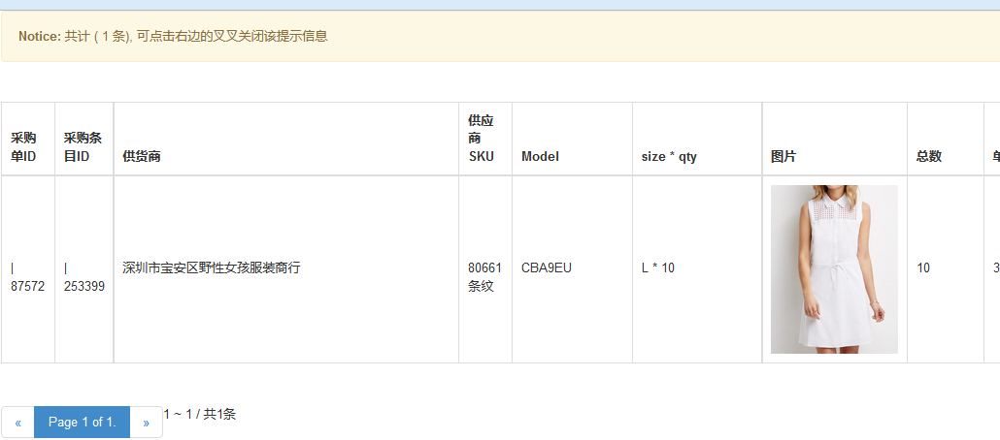 Notice: 共计 ( 1 条), 可点击右边的叉叉关闭该提示信息
采购
单ID
采购条
目ID
供货商
供应
商
SKU
Model
size * qty
图片
总数
|
87572
|
253399
深圳市宝安区野性女孩服装商行
80661
条纹
CBA9EU
L * 10
10
3
« Page 1 of 1. » 1 ~ 1 / 共1条